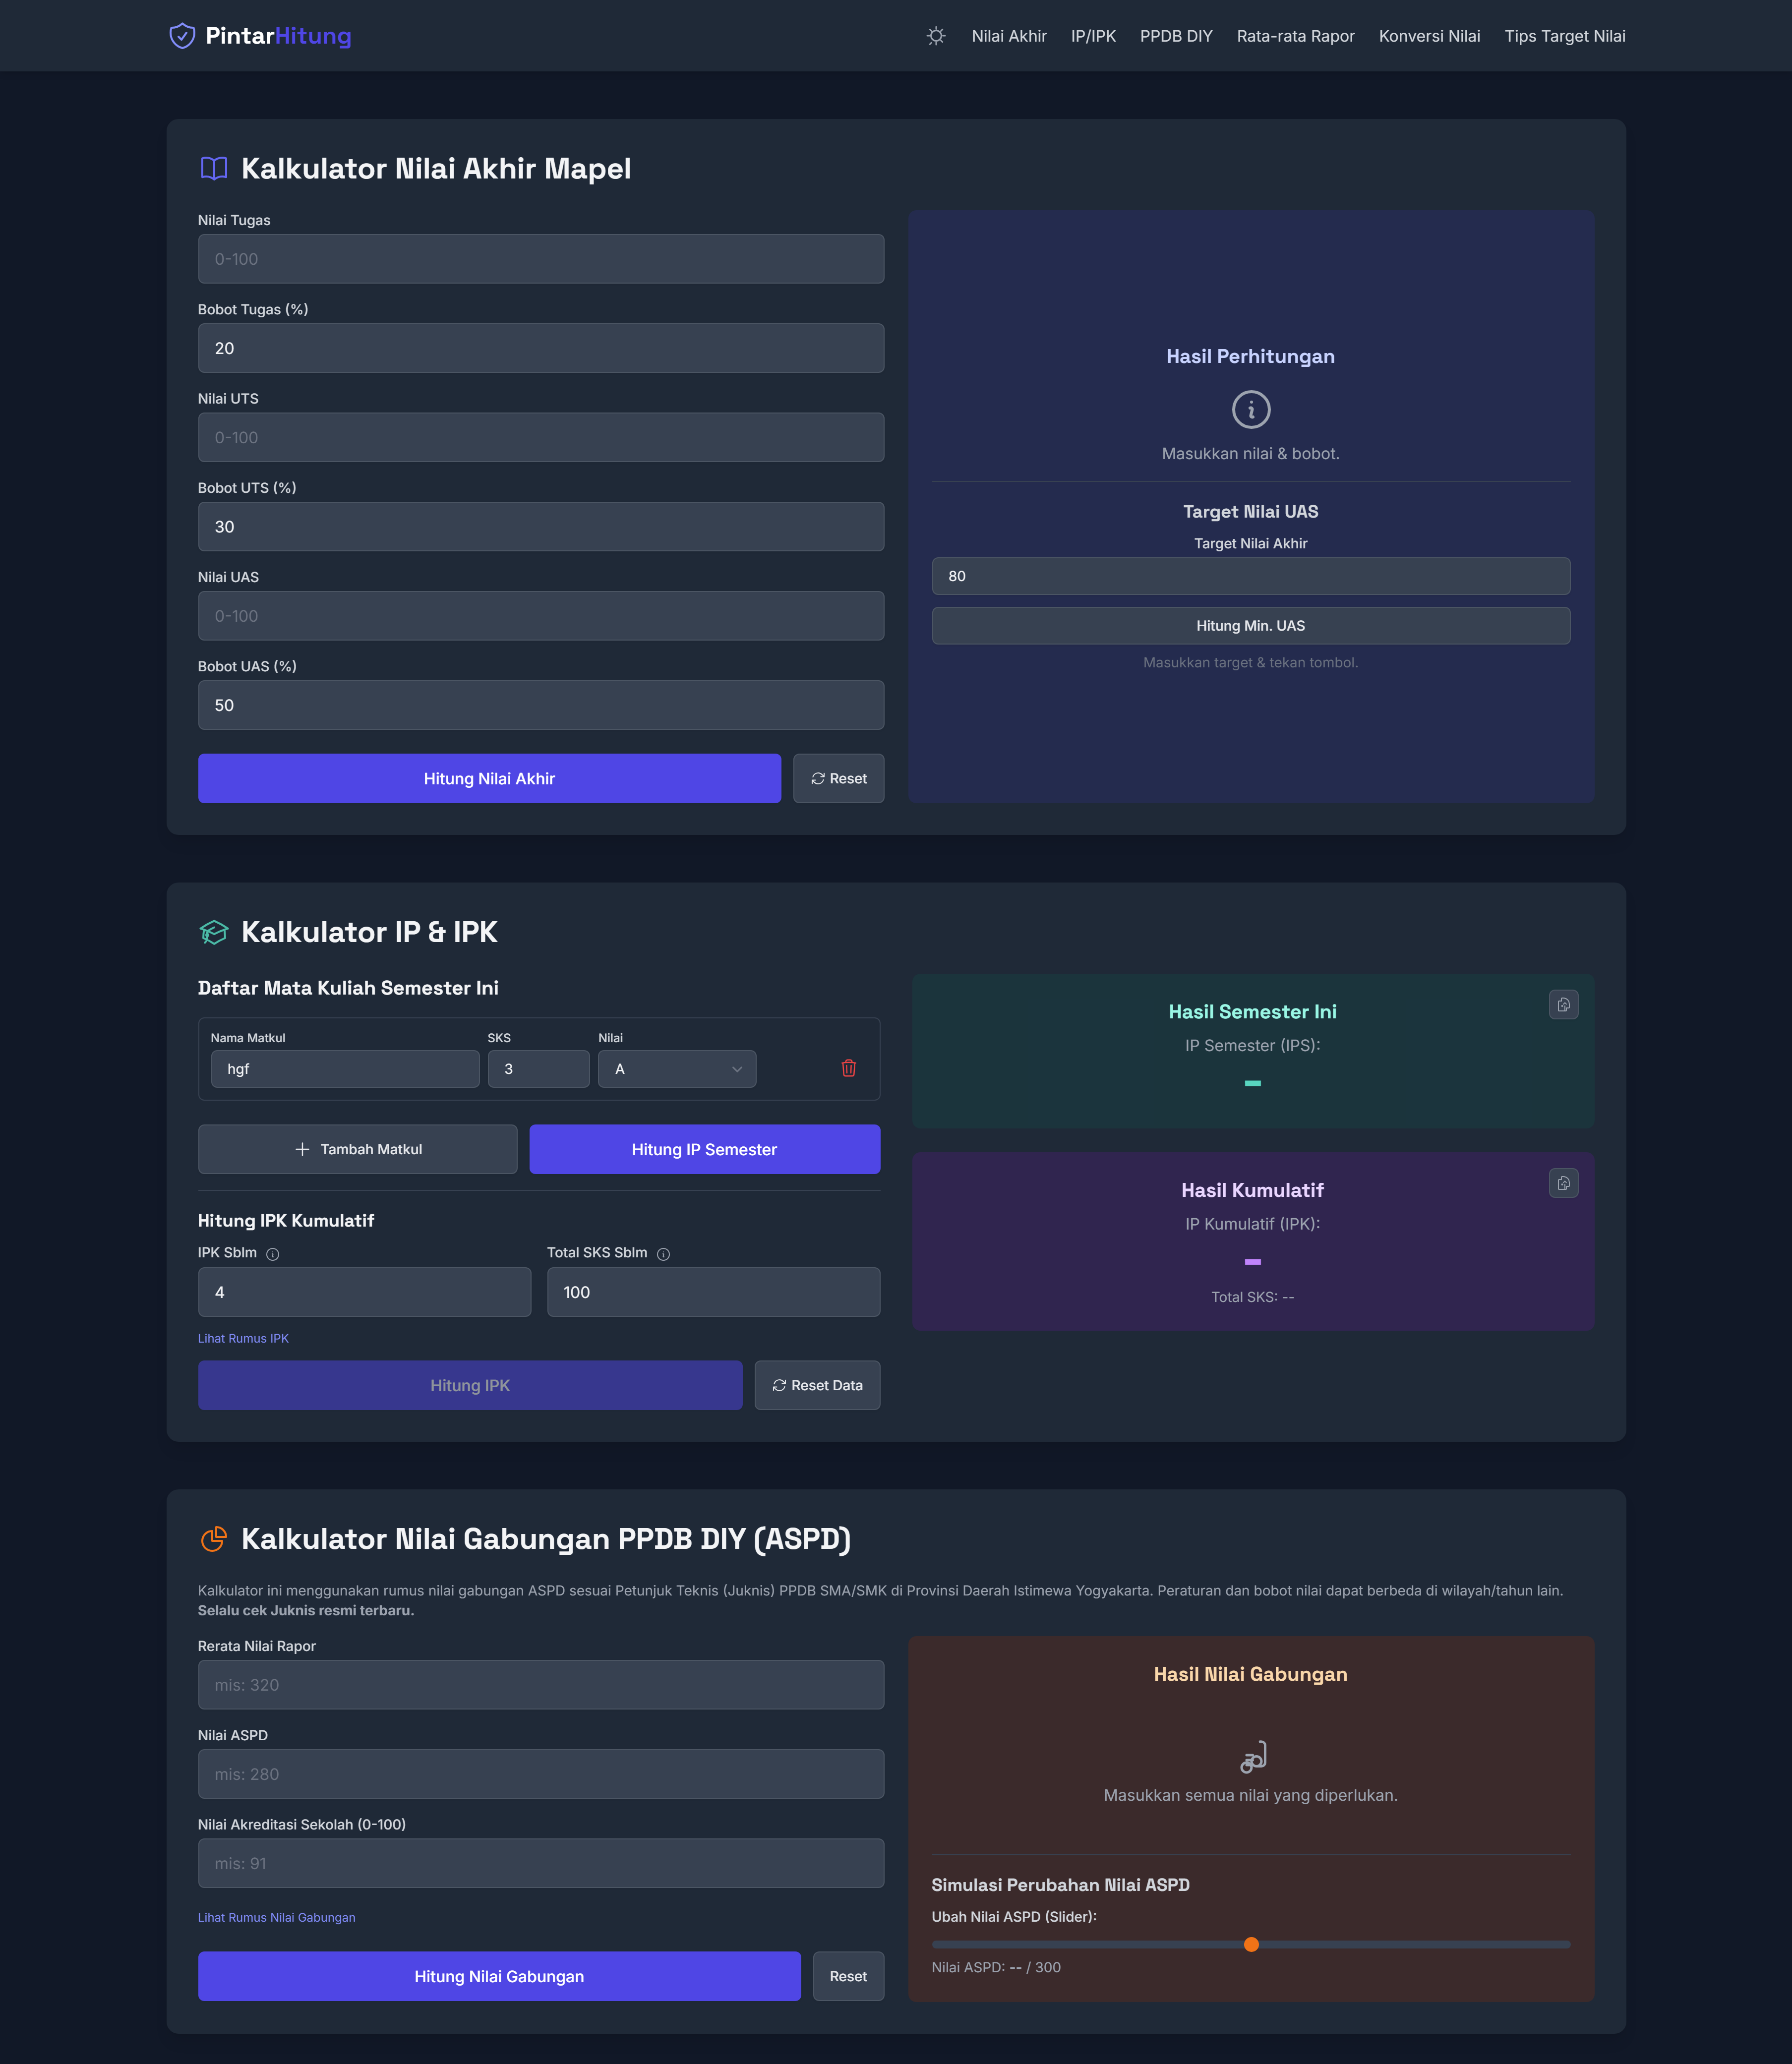 PintarHitung
Nilai Akhir
IP/IPK
PPDB DIY
Rata-rata Rapor
Konversi Nilai
Tips Target Nilai
Kalkulator Nilai Akhir Mapel
Nilai Tugas
0-100
Bobot Tugas (%)
20
Nilai UTS
0-100
Bobot UTS (%)
30
Nilai UAS
0-100
Bobot UAS (%)
50
Hitung Nilai Akhir
Reset
Hasil Perhitungan
Masukkan nilai & bobot.
Target Nilai UAS
Target Nilai Akhir
80
Hitung Min. UAS
Masukkan target & tekan tombol.
Kalkulator IP & IPK
Daftar Mata Kuliah Semester Ini
Nama Matkul
SKS
Nilai
hgf
3
A
Tambah Matkul
Hitung IP Semester
Hitung IPK Kumulatif
IPK Sblm
Total SKS Sblm
4
100
Lihat Rumus IPK
Hitung IPK
Reset Data
Hasil Semester Ini
IP Semester (IPS):
-
Hasil Kumulatif
IP Kumulatif (IPK):
-
Total SKS: --
Kalkulator Nilai Gabungan PPDB DIY (ASPD)
Kalkulator ini menggunakan rumus nilai gabungan ASPD sesuai Petunjuk Teknis (Juknis) PPDB SMA/SMK di Provinsi Daerah Istimewa Yogyakarta. Peraturan dan bobot nilai dapat berbeda di wilayah/tahun lain.
Selalu cek Juknis resmi terbaru.
Rerata Nilai Rapor
mis: 320
Nilai ASPD
mis: 280
Nilai Akreditasi Sekolah (0-100)
mis: 91
Lihat Rumus Nilai Gabungan
Hitung Nilai Gabungan
Reset
Hasil Nilai Gabungan
Masukkan semua nilai yang diperlukan.
Simulasi Perubahan Nilai ASPD
Ubah Nilai ASPD (Slider):
Nilai ASPD: -- / 300